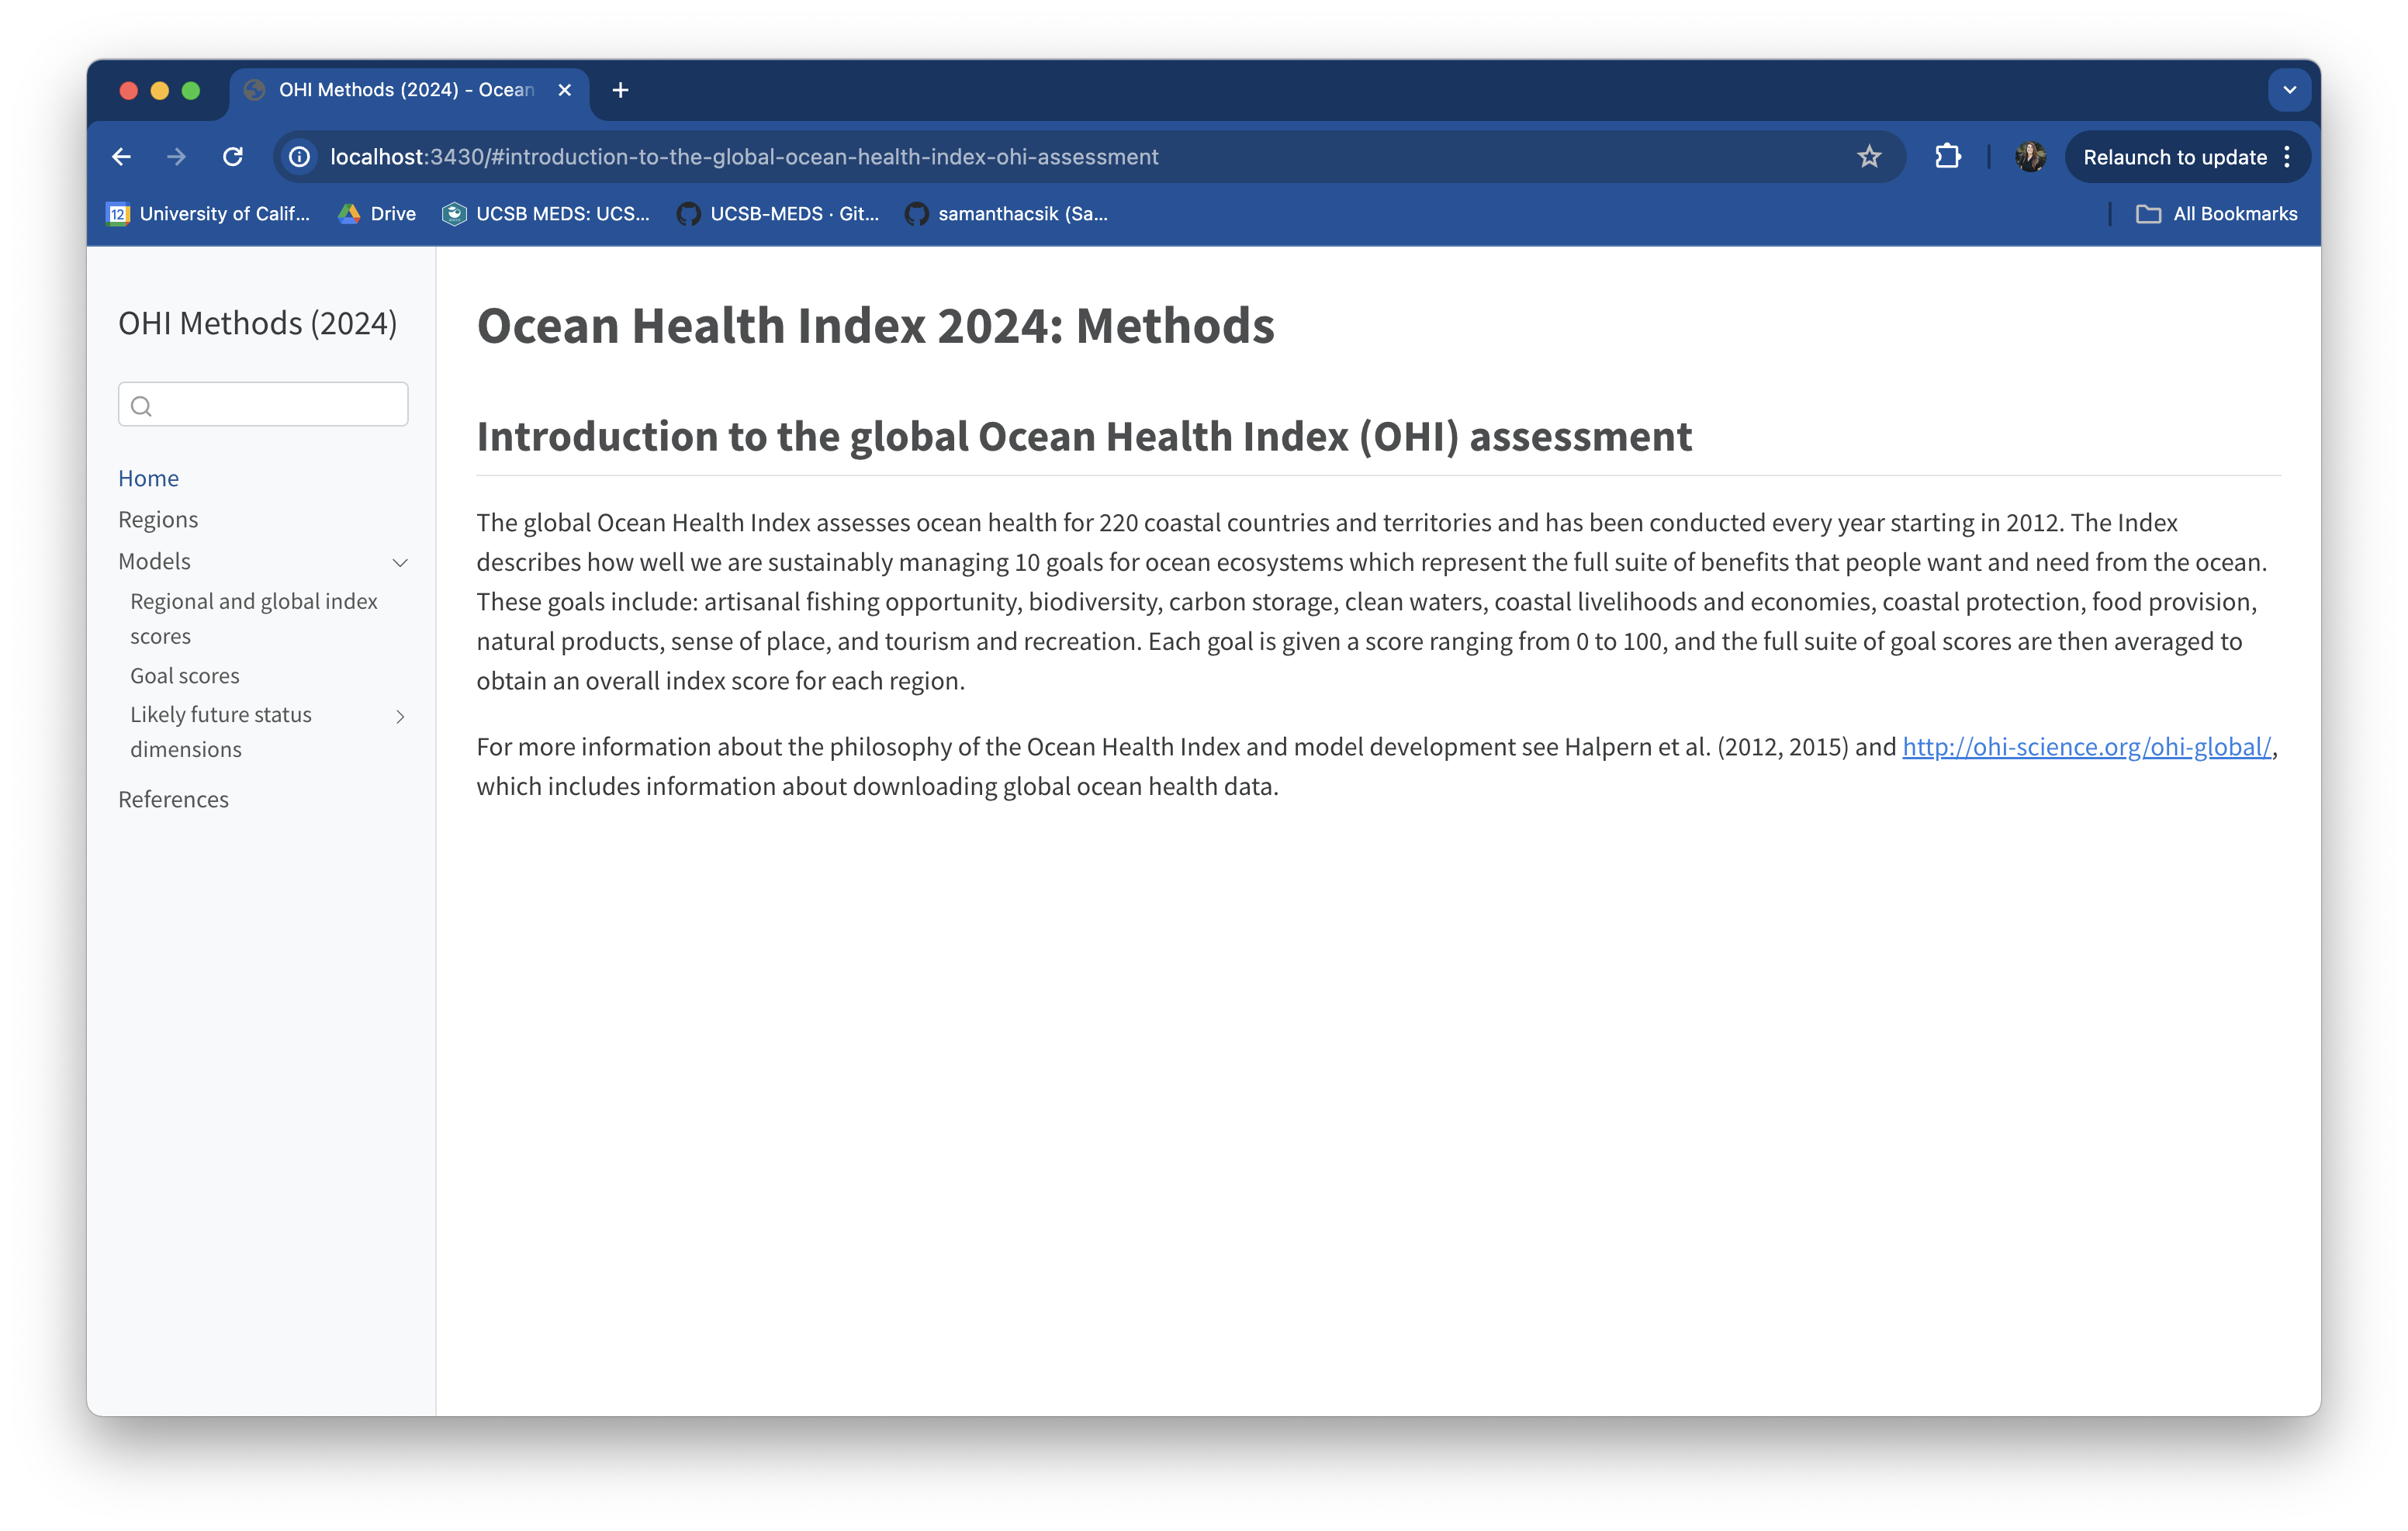 OHI Methods (2024) - Ocean
localhost:3430/#introduction-to-the-global-ocean-health-index-ohi-assessment
Relaunch to update
12 University of Calif...
Drive
UCSB MEDS: UCS...
UCSB-MEDS · Git...
samanthacsik (Sa...
All Bookmarks
OHI Methods (2024)
Home
Regions
Models
Regional and global index
scores
Goal scores
Likely future status
dimensions
References
Ocean Health Index 2024: Methods
Introduction to the global Ocean Health Index (OHI) assessment
The global Ocean Health Index assesses ocean health for 220 coastal countries and territories and has been conducted every year starting in 2012. The Index
describes how well we are sustainably managing 10 goals for ocean ecosystems which represent the full suite of benefits that people want and need from the ocean.
These goals include: artisanal fishing opportunity, biodiversity, carbon storage, clean waters, coastal livelihoods and economies, coastal protection, food provision,
natural products, sense of place, and tourism and recreation. Each goal is given a score ranging from 0 to 100, and the full suite of goal scores are then averaged to
obtain an overall index score for each region.
For more information about the philosophy of the Ocean Health Index and model development see Halpern et al. (2012, 2015) and http://ohi-science.org/ohi-global/,
which includes information about downloading global ocean health data.